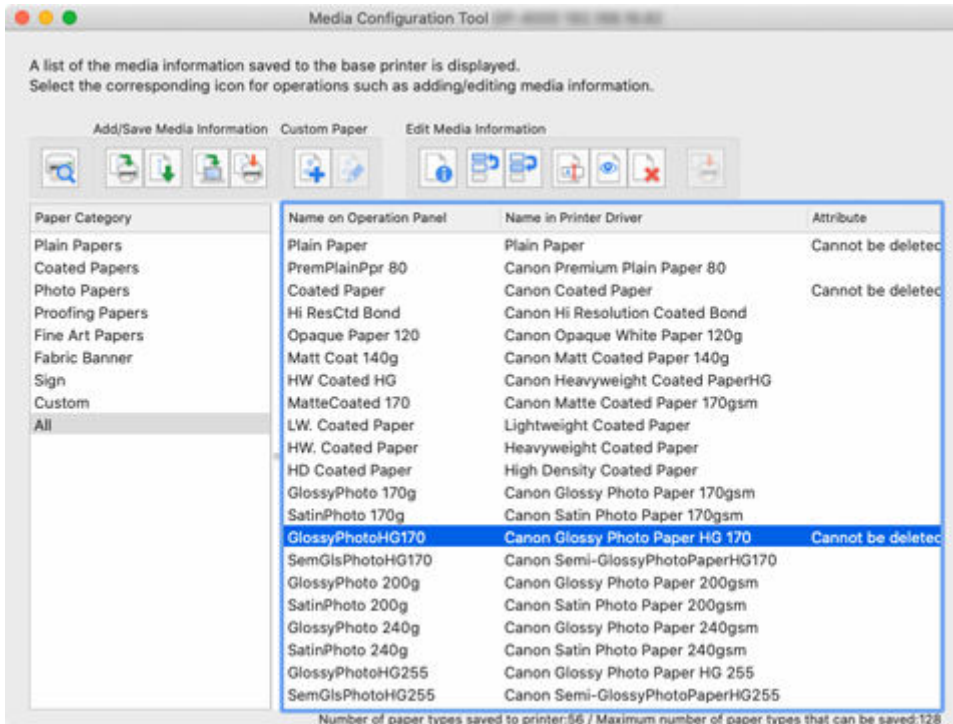 Media Configuration Tool
A list of the media information saved to the base printer is displayed.
Select the corresponding icon for operations such as adding/editing media information.
Add/Save Media Information Custom Paper Edit Media Information
Paper Category
Plain Papers
Coated Papers
Photo Papers
Proofing Papers
Fine Art Papers
Fabric Banner
Sign
Custom
All
Name on Operation Panel Name in Printer Driver Attribute
Plain Paper Plain Paper Cannot be deleted
PremPlainPpr 80 Canon Premium Plain Paper 80
Coated Paper Canon Coated Paper Cannot be deleted
Hi ResCtd Bond Canon Hi Resolution Coated Bond
Opaque Paper 120 Canon Opaque White Paper 120g
Matt Coat 140g Canon Matt Coated Paper 140g
HW Coated HG Canon Heavyweight Coated PaperHG
MatteCoated 170 Canon Matte Coated Paper 170gsm
LW. Coated Paper Lightweight Coated Paper
HW. Coated Paper Heavyweight Coated Paper
HD Coated Paper High Density Coated Paper
GlossyPhoto 170g Canon Glossy Photo Paper 170gsm
SatinPhoto 170g Canon Satin Photo Paper 170gsm
GlossyPhotoHG170 Canon Glossy Photo Paper HG 170 Cannot be deleted
SemGlsPhotoHG170 Canon Semi-GlossyPhotoPaperHG170
GlossyPhoto 200g Canon Glossy Photo Paper 200gsm
SatinPhoto 200g Canon Satin Photo Paper 200gsm
GlossyPhoto 240g Canon Glossy Photo Paper 240gsm
SatinPhoto 240g Canon Satin Photo Paper 240gsm
GlossyPhotoHG255 Canon Glossy Photo Paper HG 255
SemGlsPhotoHG255 Canon Semi-GlossyPhotoPaperHG255
Number of paper types saved to printer:56 / Maximum number of paper types that can be saved:128